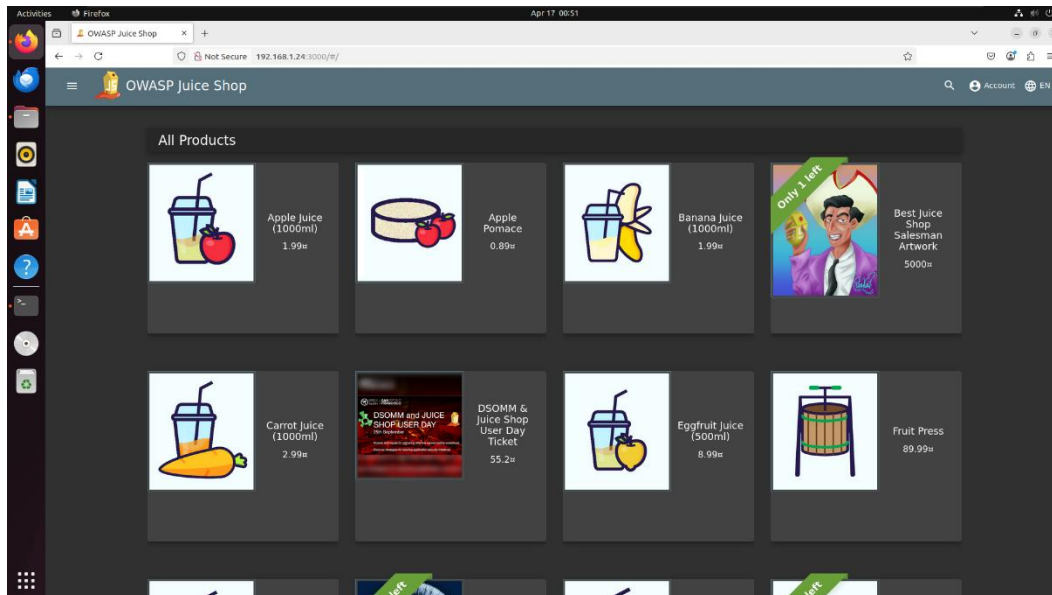 Activities
Firefox
Apr 17 00:51
OWASP Juice Shop
Not Secure 192.168.1.24:3000/#/
OWASP Juice Shop
Account
EN
All Products
Apple Juice
(1000ml)
1.99¤
Apple
Pomace
0.89¤
Banana Juice
(1000ml)
1.99¤
Only 1 left
Best Juice
Shop
Salesman
Artwork
5000¤
Carrot Juice
(1000ml)
2.99¤
DSOMM and JUICE
SHOP USER DAY
DSOMM &
Juice Shop
User Day
Ticket
55.2¤
Eggfruit Juice
(500ml)
8.99¤
Fruit Press
89.99¤
left
left